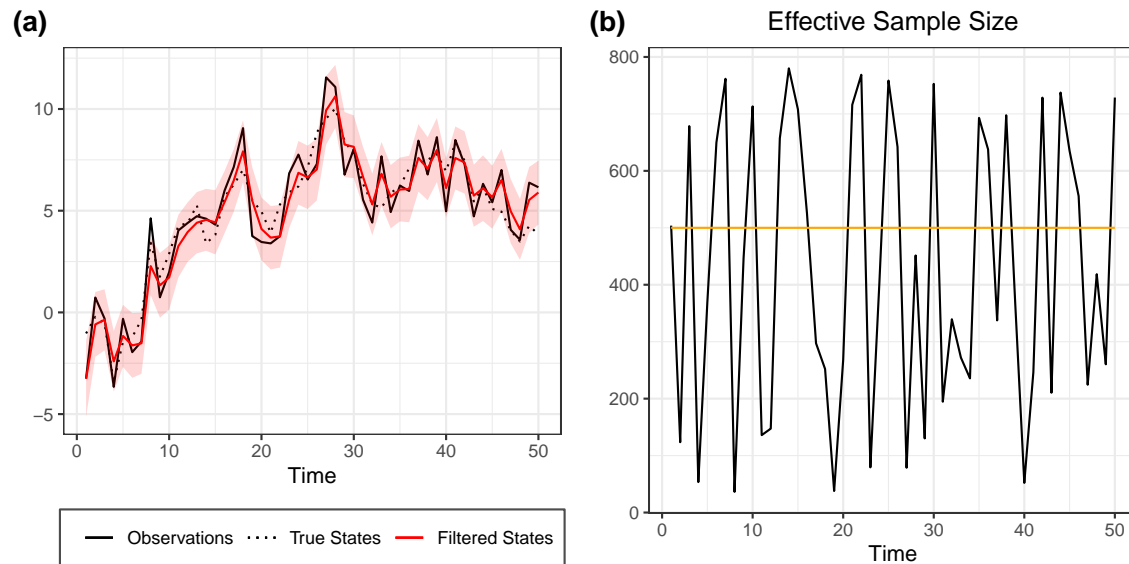 (a)
10
5
0
−5
0 10 20 30 40 50
Time
Observations True States Filtered States
(b)
Effective Sample Size
800
600
400
200
0
0 10 20 30 40 50
Time